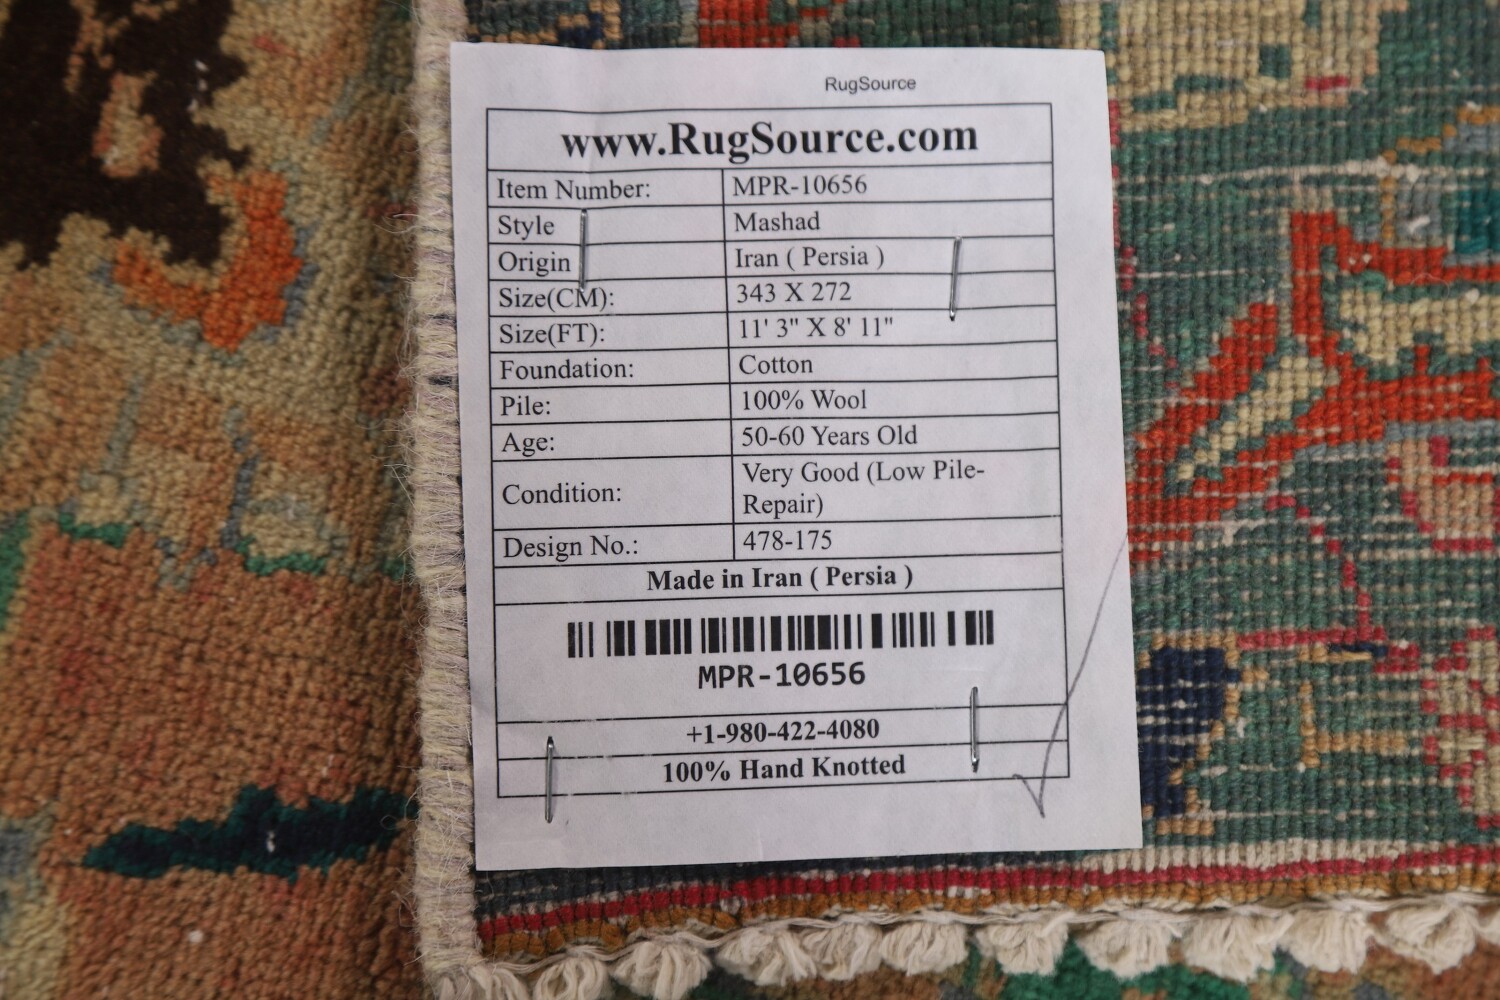 RugSource
www.RugSource.com
Item Number: MPR-10656
Style Mashad
Origin Iran ( Persia )
Size(CM): 343 X 272
Size(FT): 11' 3" X 8' 11"
Foundation: Cotton
Pile: 100% Wool
Age: 50-60 Years Old
Condition: Very Good (Low Pile-
Repair)
Design No.: 478-175
Made in Iran ( Persia )
MPR-10656
+1-980-422-4080
100% Hand Knotted